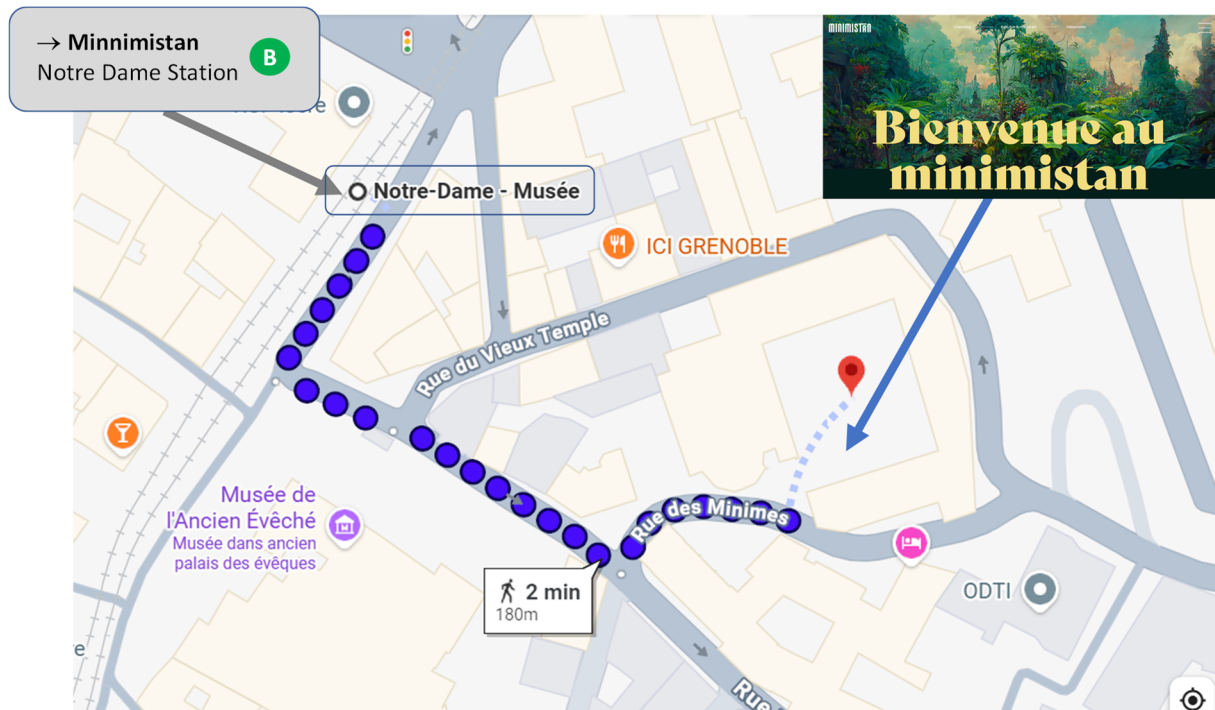 → Minnimistan
Notre Dame Station
B
MINIMISTAN
Bienvenue au
minimistan
Notre-Dame - Musée
ICI GRENOBLE
Rue du Vieux Temple
Musée de
l'Ancien Évêché
Musée dans ancien
palais des évêques
Rue des Minimes
2 min
180m
ODTI
Rue